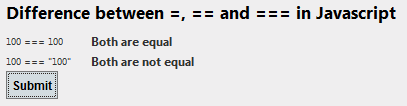 Difference between =, == and === in Javascript
100 === 100 Both are equal
100 === "100" Both are not equal
Submit